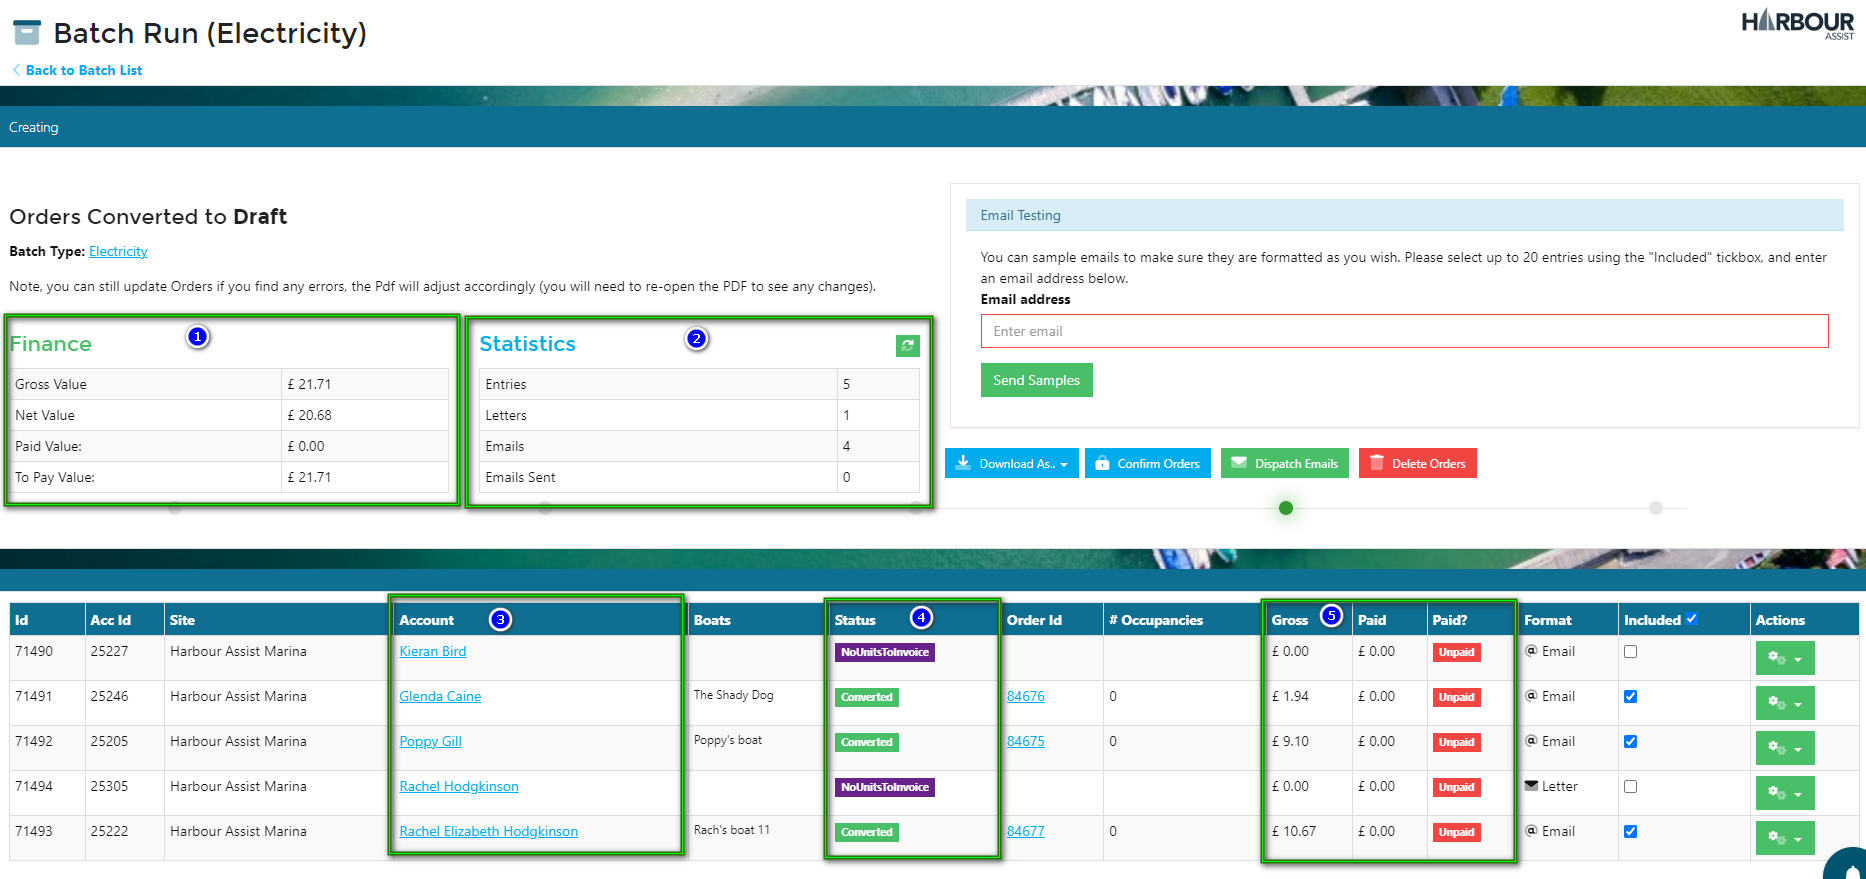 Batch Run (Electricity)
HARBOUR
ASSIST
Back to Batch List
Creating
Orders Converted to Draft
Batch Type: Electricity
Note, you can still update Orders if you find any errors, the Pdf will adjust accordingly (you will need to re-open the PDF to see any changes).
Finance 1
Gross Value £ 21.71
Net Value £ 20.68
Paid Value: £ 0.00
To Pay Value: £ 21.71
Statistics 2
Entries 5
Letters 1
Emails 4
Emails Sent 0
Email Testing
You can sample emails to make sure they are formatted as you wish. Please select up to 20 entries using the "Included" tickbox, and enter
an email address below.
Email address
Enter email
Send Samples
Download As.. Confirm Orders Dispatch Emails Delete Orders
Id Acc Id Site Account 3 Boats Status 4 Order Id # Occupancies Gross 5 Paid Paid? Format Included Actions
71490 25227 Harbour Assist Marina Kieran Bird NoUnitsToInvoice £ 0.00 £ 0.00 Unpaid @ Email
71491 25246 Harbour Assist Marina Glenda Caine The Shady Dog Converted 84676 0 £ 1.94 £ 0.00 Unpaid @ Email
71492 25205 Harbour Assist Marina Poppy Gill Poppy's boat Converted 84675 0 £ 9.10 £ 0.00 Unpaid @ Email
71494 25305 Harbour Assist Marina Rachel Hodgkinson NoUnitsToInvoice £ 0.00 £ 0.00 Unpaid Letter
71493 25222 Harbour Assist Marina Rachel Elizabeth Hodgkinson Rach's boat 11 Converted 84677 0 £ 10.67 £ 0.00 Unpaid @ Email